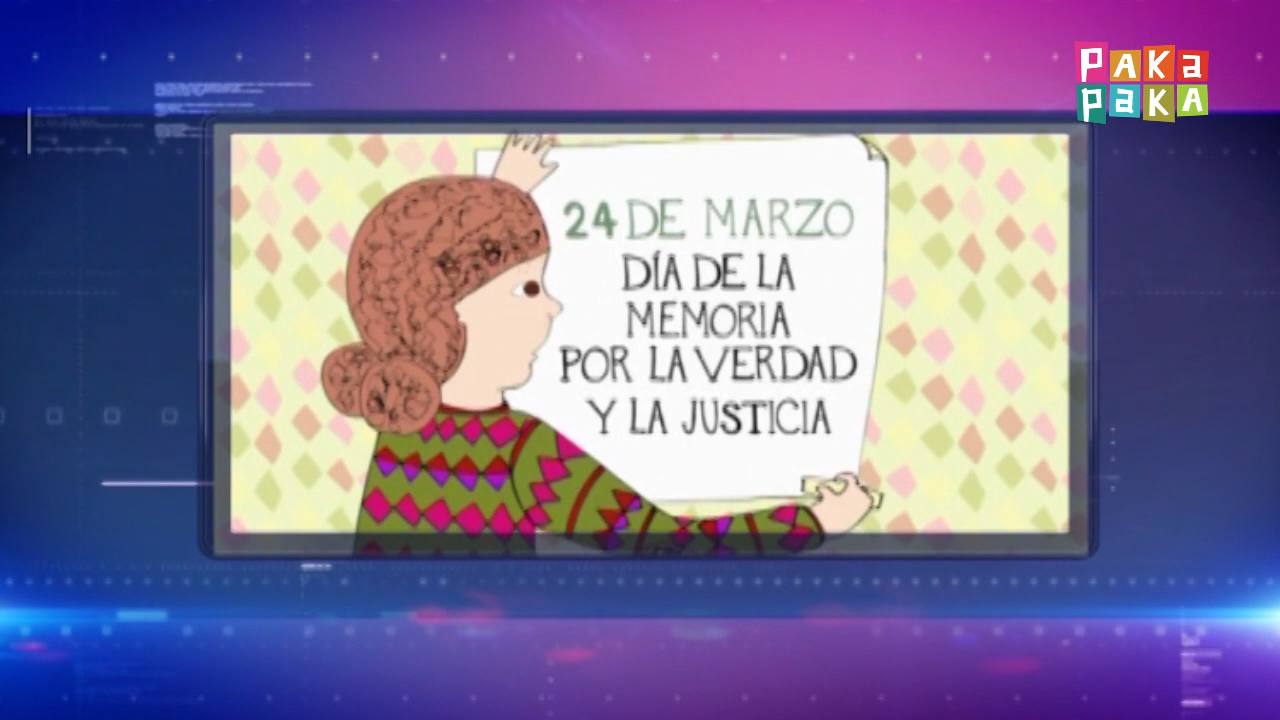 PAKA
PAKA
24 DE MARZO
DÍA DE LA
MEMORIA
POR LA VERDAD
Y LA JUSTICIA